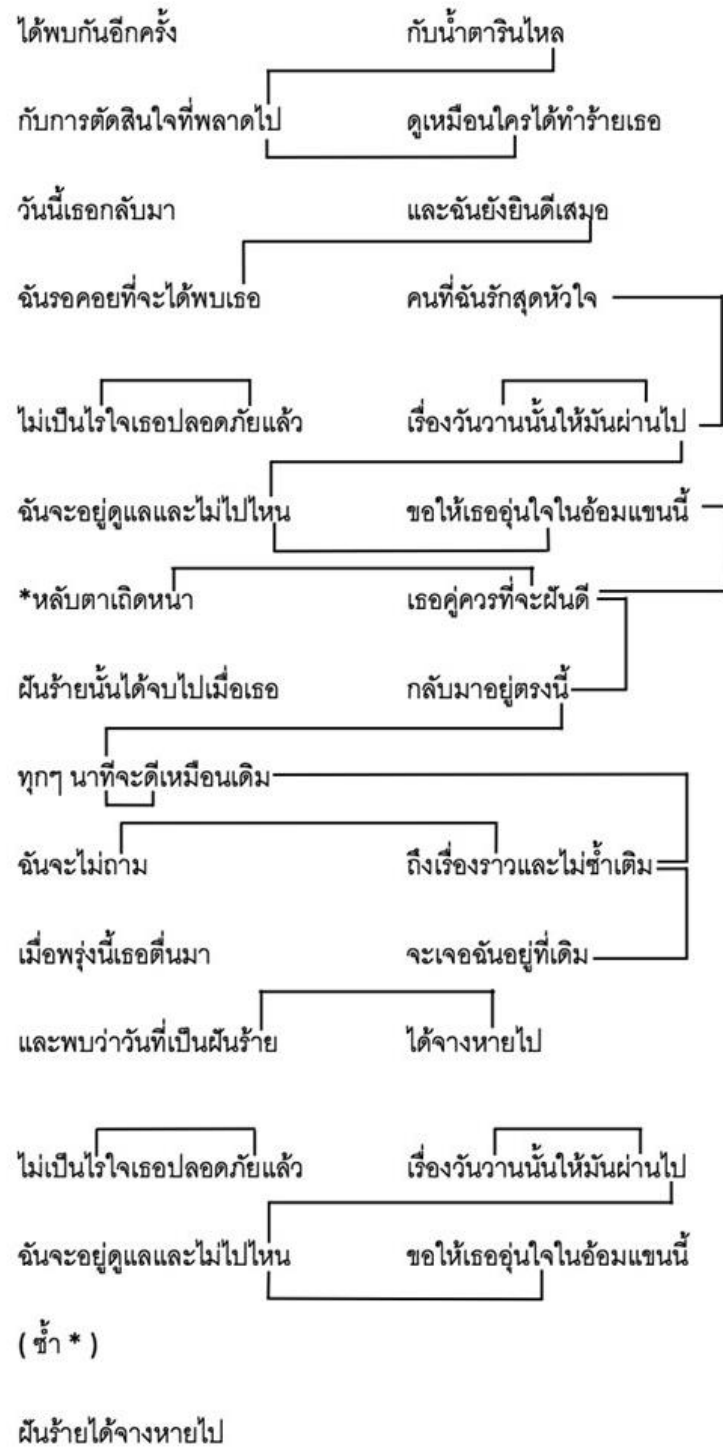 ได้พบกันอีกครั้ง กับน้ำตารินไหล
กับการตัดสินใจที่พลาดไป ดูเหมือนใครได้ทำร้ายเธอ
วันนี้เธอกลับมา และฉันยังยินดีเสมอ
ฉันรอคอยที่จะได้พบเธอ คนที่ฉันรักสุดหัวใจ
ไม่เป็นไรใจเธอปลอดภัยแล้ว เรื่องวันวานนั้นให้มันผ่านไป
ฉันจะอยู่ดูแลและไม่ไปไหน ขอให้เธออุ่นใจในอ้อมแขนนี้
*หลับตาเถิดหนา เธอคู่ควรที่จะฝันดี
ฝันร้ายนั้นได้จบไปเมื่อเธอ กลับมาอยู่ตรงนี้
ทุกๆ นาทีจะดีเหมือนเดิม
ฉันจะไม่ถาม ถึงเรื่องราวและไม่ซ้ำเติม
เมื่อพรุ่งนี้เธอตื่นมา จะเจอฉันอยู่ที่เดิม
และพบว่าวันที่เป็นฝันร้าย ได้จางหายไป
ไม่เป็นไรใจเธอปลอดภัยแล้ว เรื่องวันวานนั้นให้มันผ่านไป
ฉันจะอยู่ดูแลและไม่ไปไหน ขอให้เธออุ่นใจในอ้อมแขนนี้
( ซ้ำ * )
ฝันร้ายได้จางหายไป